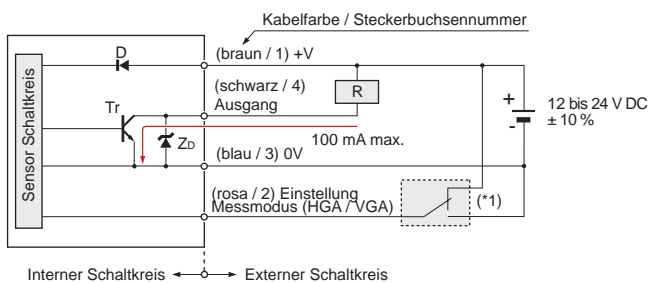 Kabelfarbe / Steckerbuchsennummer
D
(braun / 1) +V
Sensor Schaltkreis
(schwarz / 4)
Ausgang
R
Tr
+
-
12 bis 24 V DC
± 10 %
ZD
100 mA max.
(blau / 3) 0V
(rosa / 2) Einstellung
Messmodus (HGA / VGA)
(*1)
Interner Schaltkreis
Externer Schaltkreis